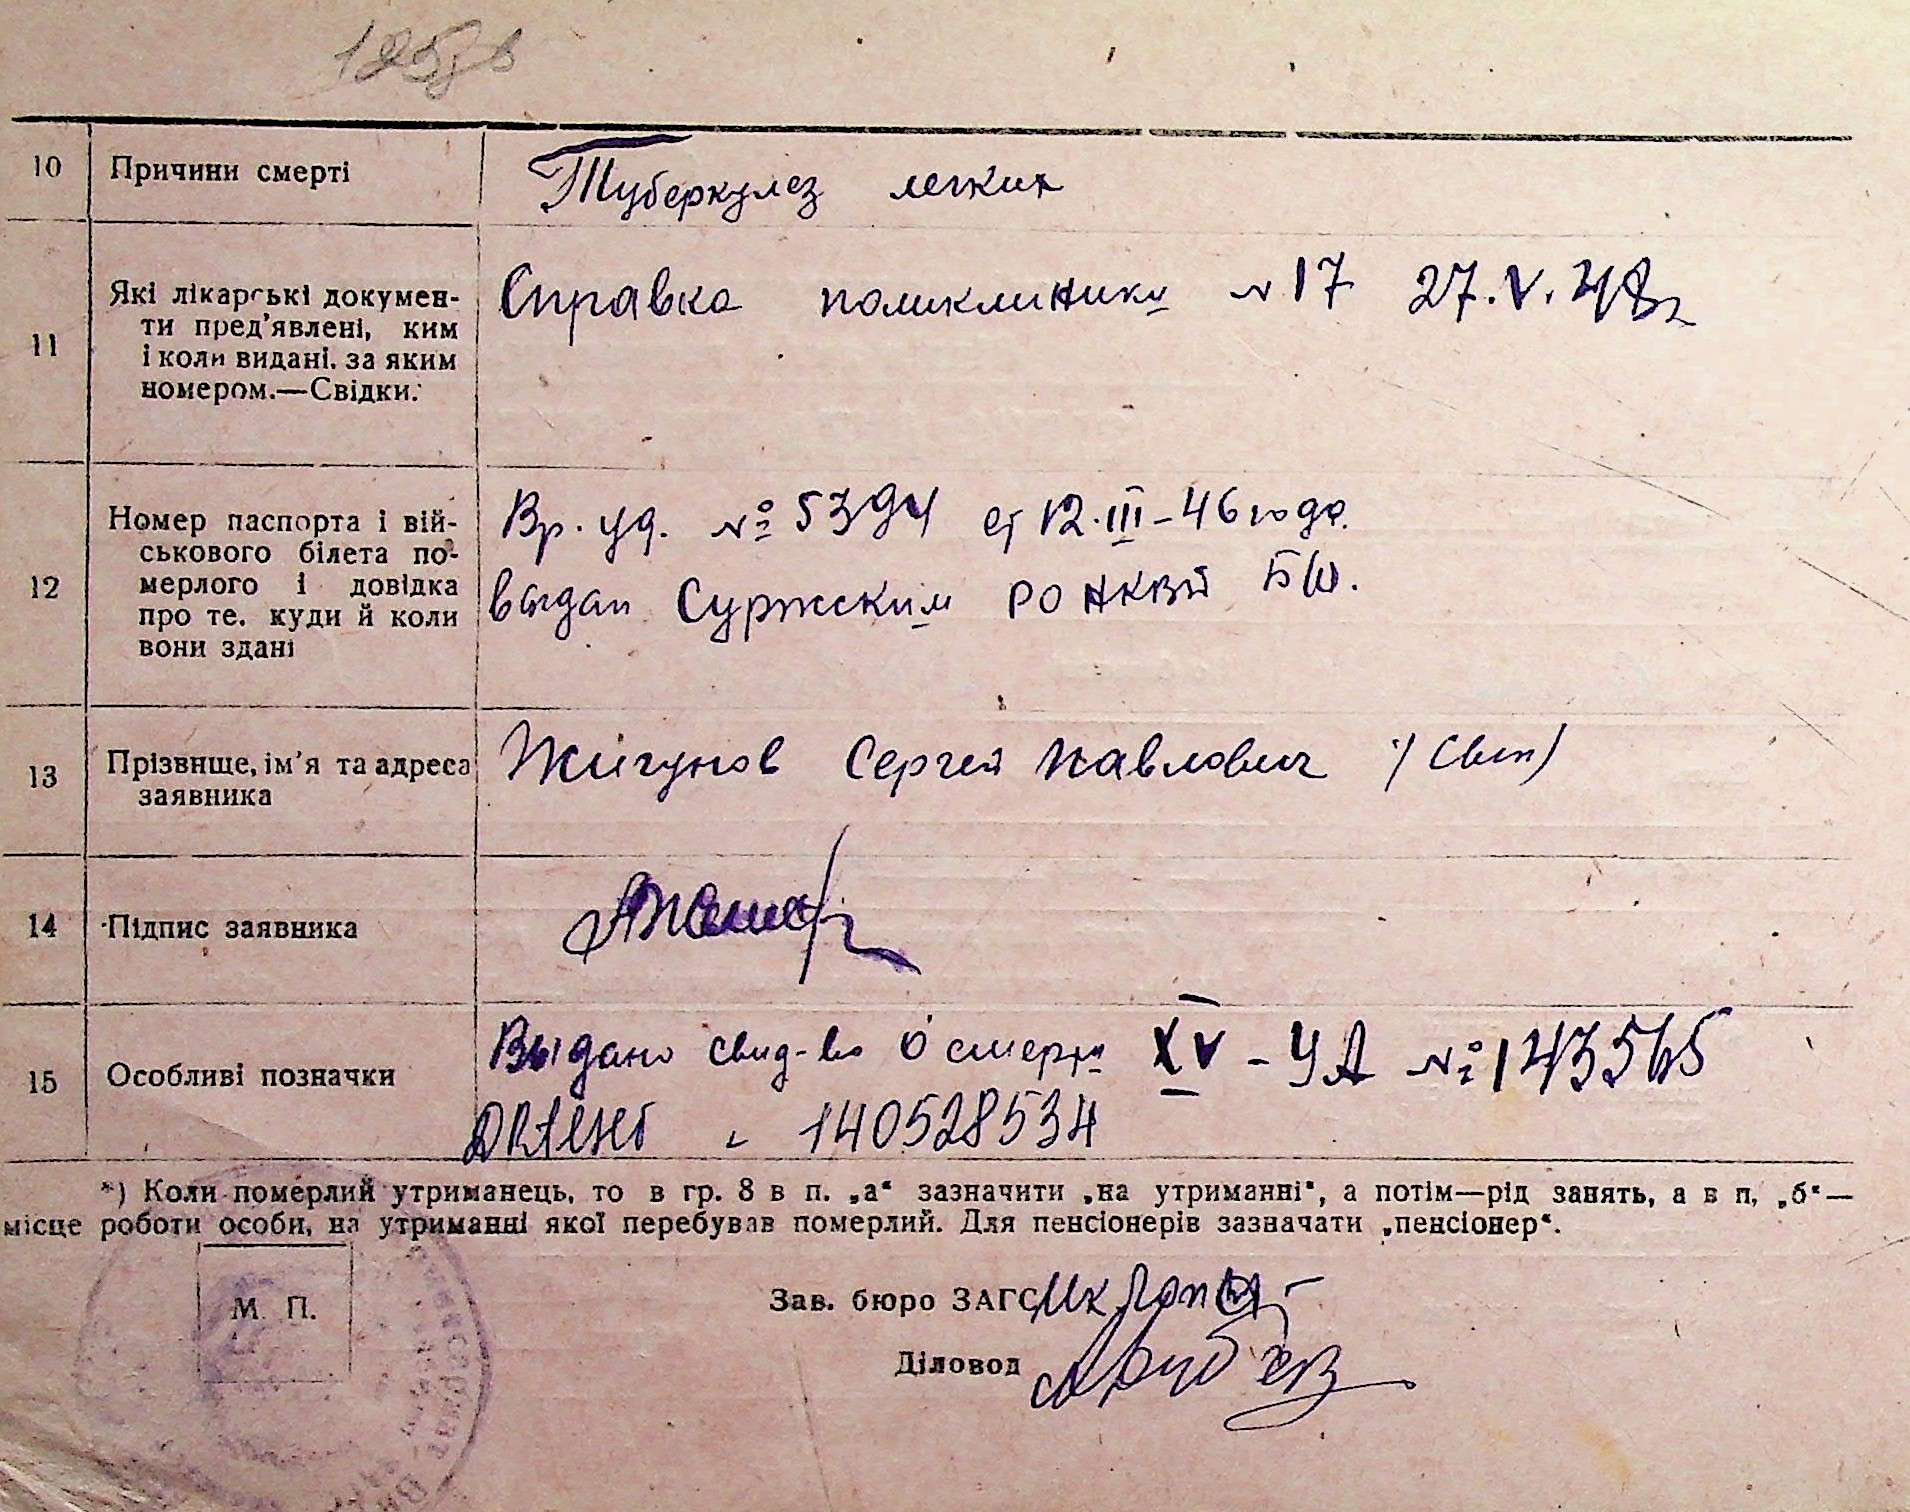 10 Причини смерті Туберкулез легких
11 Які лікарські докумен-
ти пред'явлені, ким
і коли видані, за яким
номером.—Свідки:
Справка поликлиники № 17 27.V.48г
12 Номер паспорта і вій-
ськового білета по-
мерлого і довідка
про те, куди й коли
вони здані
Вр. уд. № 5394 от 12.III-46 года.
выдан Суржским РО НКВД
13 Прізвище, ім'я та адреса
заявника
Жигунов Сергей Павлович (Сын)
14 Підпис заявника
15 Особливі позначки
Выдано свид-во о смерти XV - УА № 143565
140528534
*) Коли померлий утриманець, то в гр. 8 в п. „а“ зазначити „на утриманні“, а потім—рід занять, а в п, „б“—
місце роботи особи, на утриманні якої перебував померлий. Для пенсіонерів зазначати „пенсіонер“.
М. П.
Зав. бюро ЗАГС
Діловод